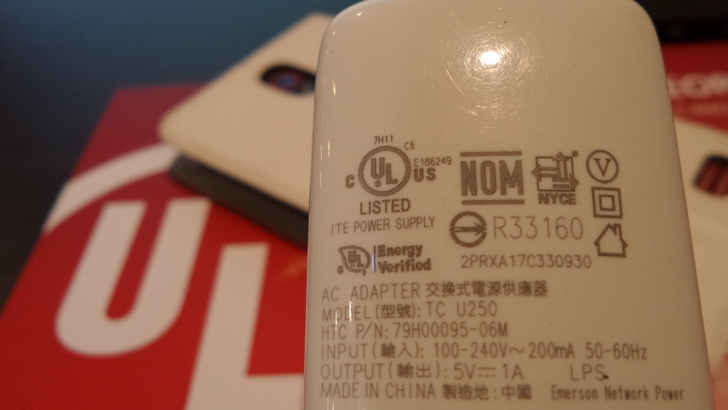 7H11
C6
E186249
C UL US
LISTED
ITE POWER SUPPLY
NOM
NYCE
V
R33160
UL Energy
Verified
2PRXA17C330930
AC ADAPTER 交換式電源供應器
MODEL(型號): TC U250
HTC P/N: 79H00095-06M
INPUT(輸入): 100-240V~200mA 50-60Hz
OUTPUT(輸出): 5V⎓1A LPS
MADE IN CHINA 製造地: 中國 Emerson Network Power
UL